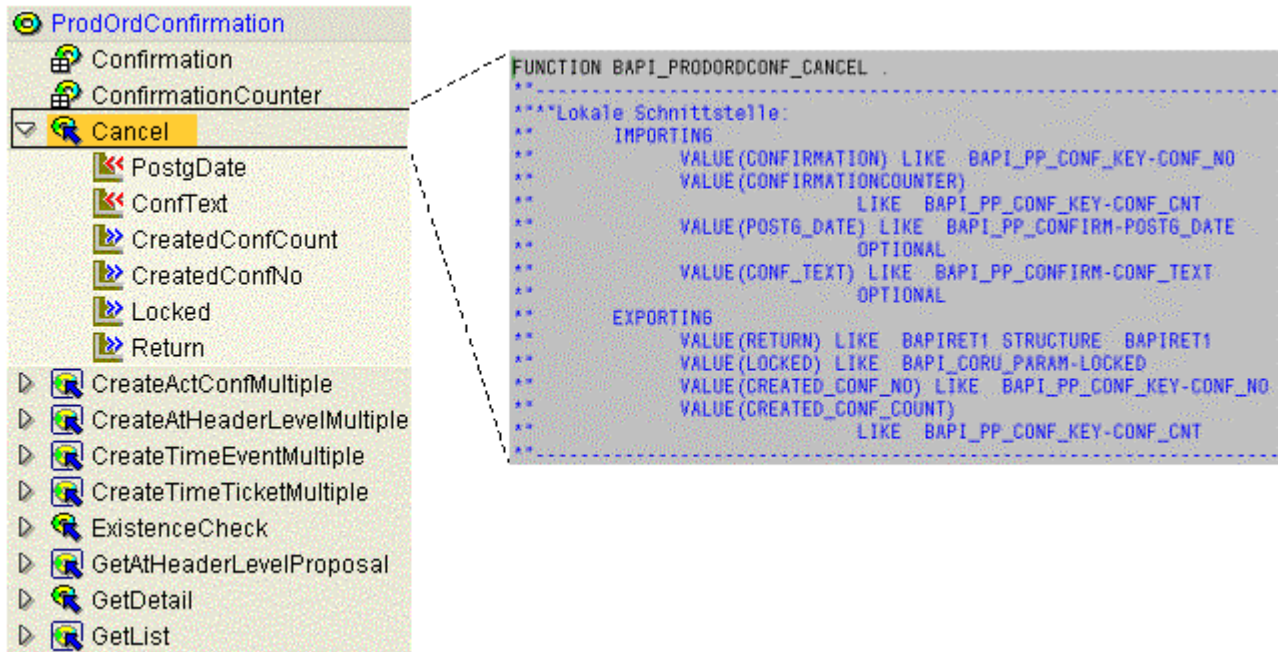 ProdOrdConfirmation
Confirmation
ConfirmationCounter
Cancel
PostgDate
ConfText
CreatedConfCount
CreatedConfNo
Locked
Return
CreateActConfMultiple
CreateAtHeaderLevelMultiple
CreateTimeEventMultiple
CreateTimeTicketMultiple
ExistenceCheck
GetAtHeaderLevelProposal
GetDetail
GetList
FUNCTION BAPI_PRODORDCONF_CANCEL .
*"----------------------------------------------------------------------
*"*"Lokale Schnittstelle:
*"       IMPORTING
*"             VALUE(CONFIRMATION) LIKE  BAPI_PP_CONF_KEY-CONF_NO
*"             VALUE(CONFIRMATIONCOUNTER)
*"                             LIKE  BAPI_PP_CONF_KEY-CONF_CNT
*"             VALUE(POSTG_DATE) LIKE  BAPI_PP_CONFIRM-POSTG_DATE
*"                             OPTIONAL
*"             VALUE(CONF_TEXT) LIKE  BAPI_PP_CONFIRM-CONF_TEXT
*"                             OPTIONAL
*"       EXPORTING
*"             VALUE(RETURN) LIKE  BAPIRET1 STRUCTURE  BAPIRET1
*"             VALUE(LOCKED) LIKE  BAPI_CORU_PARAM-LOCKED
*"             VALUE(CREATED_CONF_NO) LIKE  BAPI_PP_CONF_KEY-CONF_NO
*"             VALUE(CREATED_CONF_COUNT)
*"                             LIKE  BAPI_PP_CONF_KEY-CONF_CNT
*"----------------------------------------------------------------------